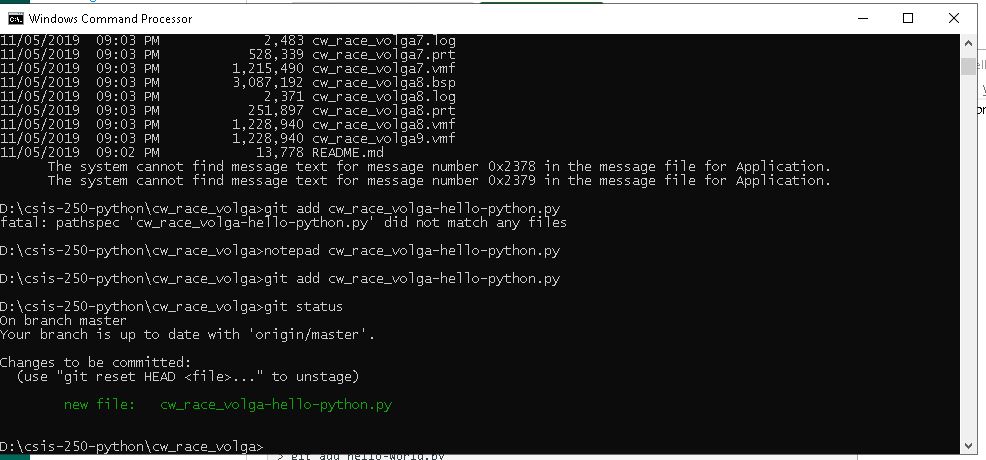 Windows Command Processor
11/05/2019  09:03 PM             2,483 cw_race_volga7.log
11/05/2019  09:03 PM           528,339 cw_race_volga7.prt
11/05/2019  09:03 PM         1,215,490 cw_race_volga7.vmf
11/05/2019  09:03 PM         3,087,192 cw_race_volga8.bsp
11/05/2019  09:03 PM             2,371 cw_race_volga8.log
11/05/2019  09:03 PM           251,897 cw_race_volga8.prt
11/05/2019  09:03 PM         1,228,940 cw_race_volga8.vmf
11/05/2019  09:03 PM         1,228,940 cw_race_volga9.vmf
11/05/2019  09:02 PM            13,778 README.md
The system cannot find message text for message number 0x2378 in the message file for Application.
The system cannot find message text for message number 0x2379 in the message file for Application.
D:\csis-250-python\cw_race_volga>git add cw_race_volga-hello-python.py
fatal: pathspec 'cw_race_volga-hello-python.py' did not match any files
D:\csis-250-python\cw_race_volga>notepad cw_race_volga-hello-python.py
D:\csis-250-python\cw_race_volga>git add cw_race_volga-hello-python.py
D:\csis-250-python\cw_race_volga>git status
On branch master
Your branch is up to date with 'origin/master'.
Changes to be committed:
(use "git reset HEAD <file>..." to unstage)
new file:   cw_race_volga-hello-python.py
D:\csis-250-python\cw_race_volga>
> git add hello-world.py